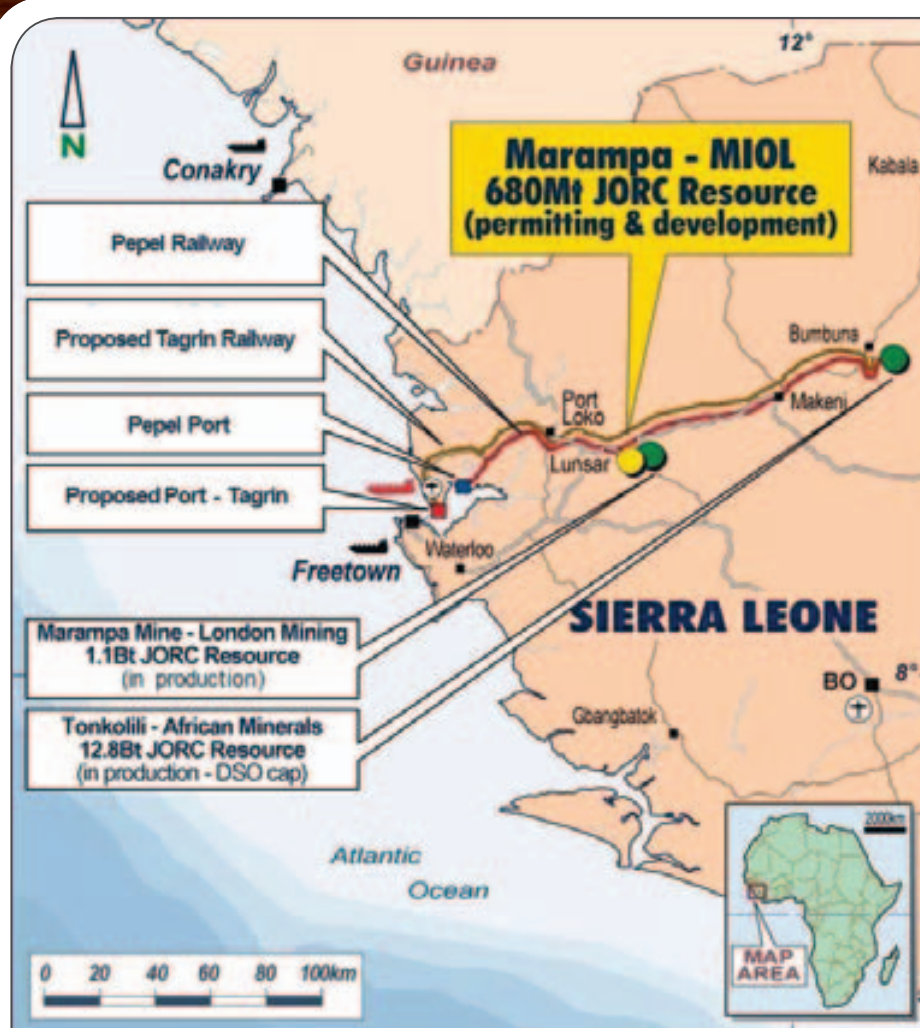 Guinea
12°
N
Conakry
Marampa - MIOL
680Mt JORC Resource
(permitting & development)
Kabala
Pepel Railway
Proposed Tagrin Railway
Pepel Port
Proposed Port - Tagrin
Bumbuna
Port
Loko
Makeni
Lunsar
Freetown
Waterloo
SIERRA LEONE
Marampa Mine - London Mining
1.1Bt JORC Resource
(in production)
Tonkolili - African Minerals
12.8Bt JORC Resource
(in production - DSO cap)
BO
8°
Gbangbatok
Atlantic
Ocean
2000km
MAP
AREA
0 20 40 60 80 100km